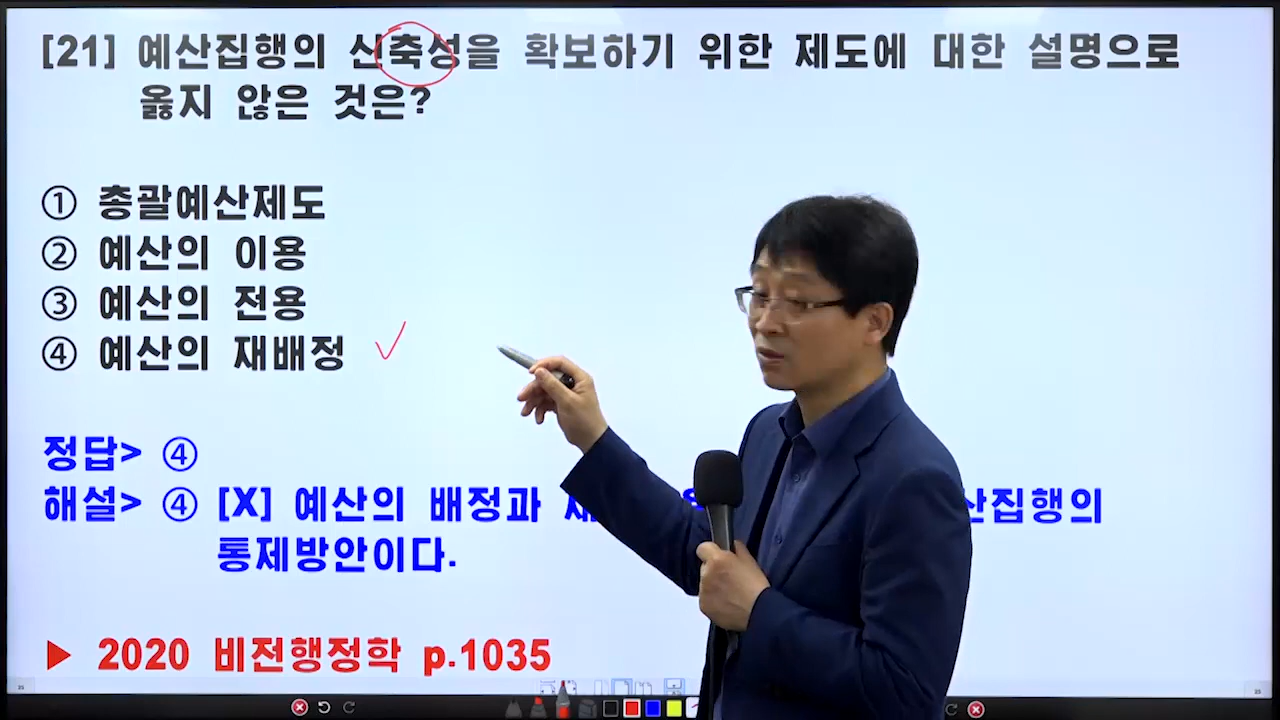 [21] 예산집행의 신축성을 확보하기 위한 제도에 대한 설명으로
옳지 않은 것은?
① 총괄예산제도
② 예산의 이용
③ 예산의 전용
④ 예산의 재배정
정답> ④
해설> ④ [X] 예산의 배정과 산집행의
통제방안이다.
▶ 2020 비전행정학 p.1035